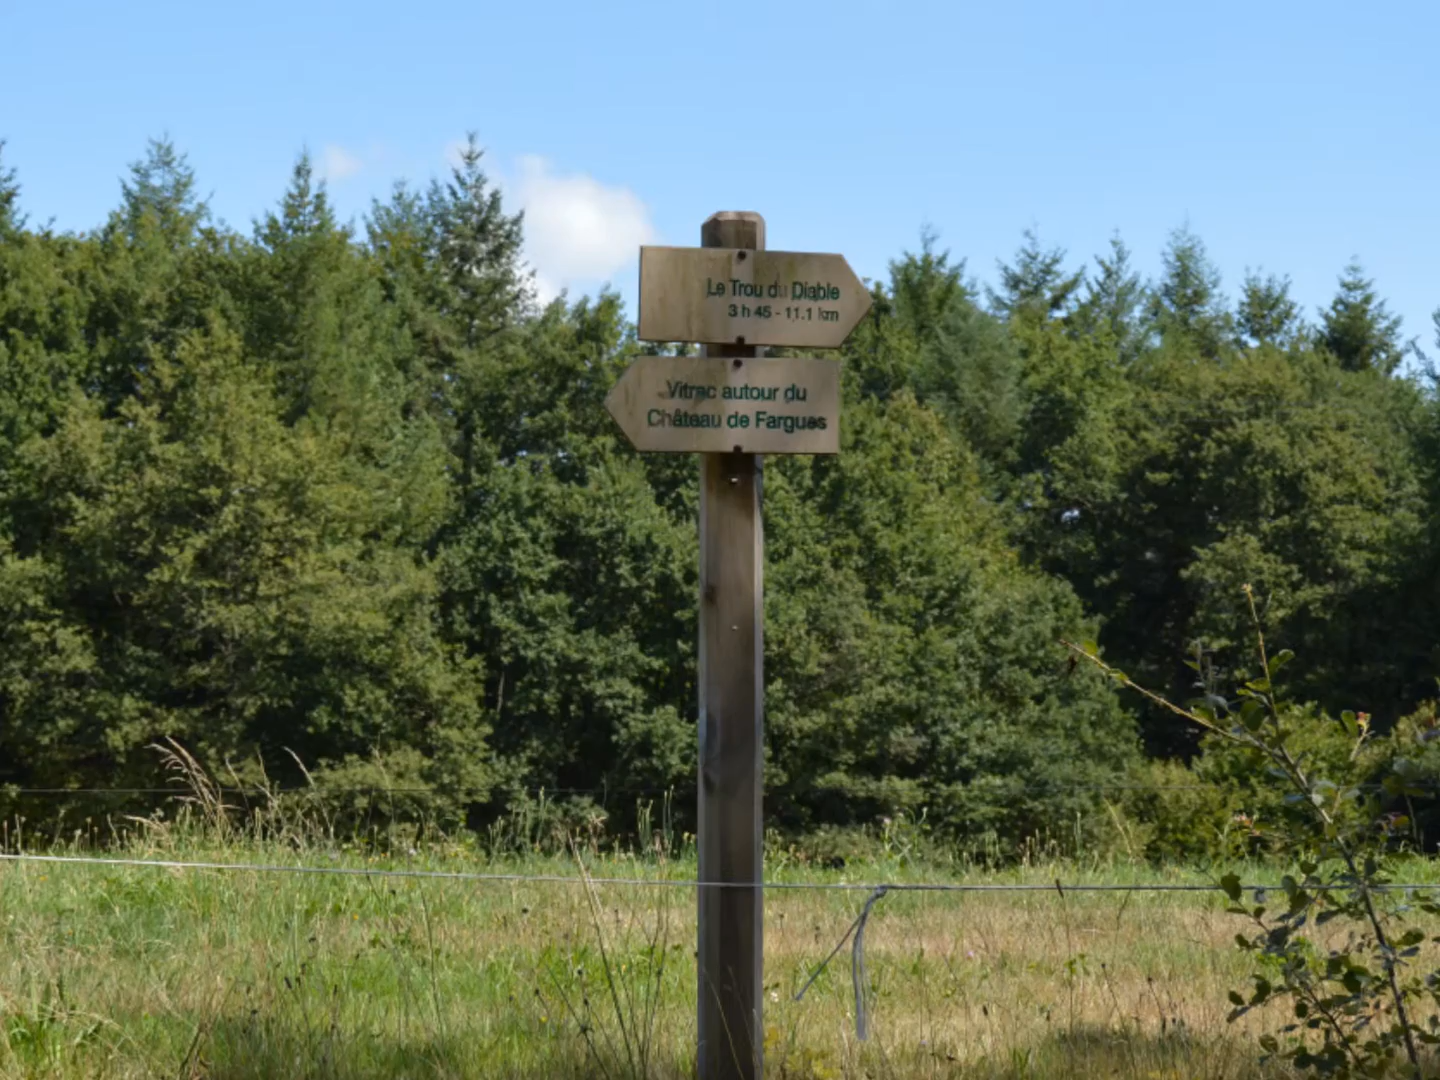 Le Trou du Diable
3 h 45 - 11.1 km
Vitrac autour du
Château de Fargues